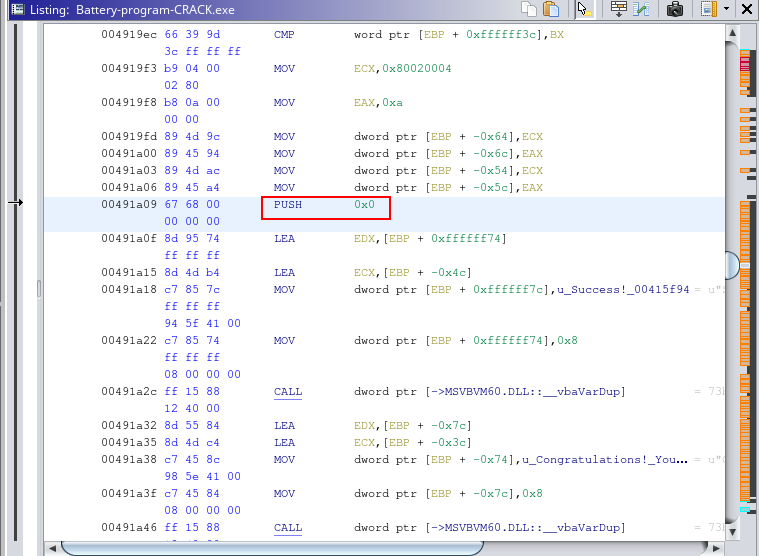 Listing: Battery-program-CRACK.exe
004919ec 66 39 9d CMP word ptr [EBP + 0xffffff3c],BX
3c ff ff ff
004919f3 b9 04 00 MOV ECX,0x80020004
02 80
004919f8 b8 0a 00 MOV EAX,0xa
00 00
004919fd 89 4d 9c MOV dword ptr [EBP + -0x64],ECX
00491a00 89 45 94 MOV dword ptr [EBP + -0x6c],EAX
00491a03 89 4d ac MOV dword ptr [EBP + -0x54],ECX
00491a06 89 45 a4 MOV dword ptr [EBP + -0x5c],EAX
00491a09 67 68 00 PUSH 0x0
00 00 00
00491a0f 8d 95 74 LEA EDX,[EBP + 0xffffff74]
ff ff ff
00491a15 8d 4d b4 LEA ECX,[EBP + -0x4c]
00491a18 c7 85 7c MOV dword ptr [EBP + 0xffffff7c],u_Success!_00415f94 = u"S
ff ff ff
94 5f 41 00
00491a22 c7 85 74 MOV dword ptr [EBP + 0xffffff74],0x8
ff ff ff
08 00 00 00
00491a2c ff 15 88 CALL dword ptr [->MSVBVM60.DLL::__vbaVarDup] = 73
12 40 00
00491a32 8d 55 84 LEA EDX,[EBP + -0x7c]
00491a35 8d 4d c4 LEA ECX,[EBP + -0x3c]
00491a38 c7 45 8c MOV dword ptr [EBP + -0x74],u_Congratulations!_You... = u"
98 5e 41 00
00491a3f c7 45 84 MOV dword ptr [EBP + -0x7c],0x8
08 00 00 00
00491a46 ff 15 88 CALL dword ptr [->MSVBVM60.DLL::__vbaVarDup] = 73